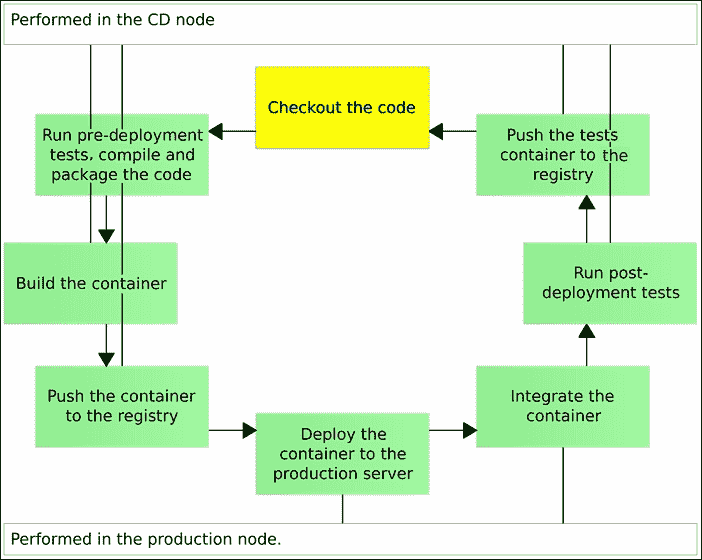 Performed in the CD node
Checkout the code
Run pre-deployment
tests, compile and
package the code
Push the tests
container to the
registry
Build the container
Run post-
deployment tests
Push the container
to the registry
Deploy the
container to the
production server
Integrate the
container
Performed in the production node.